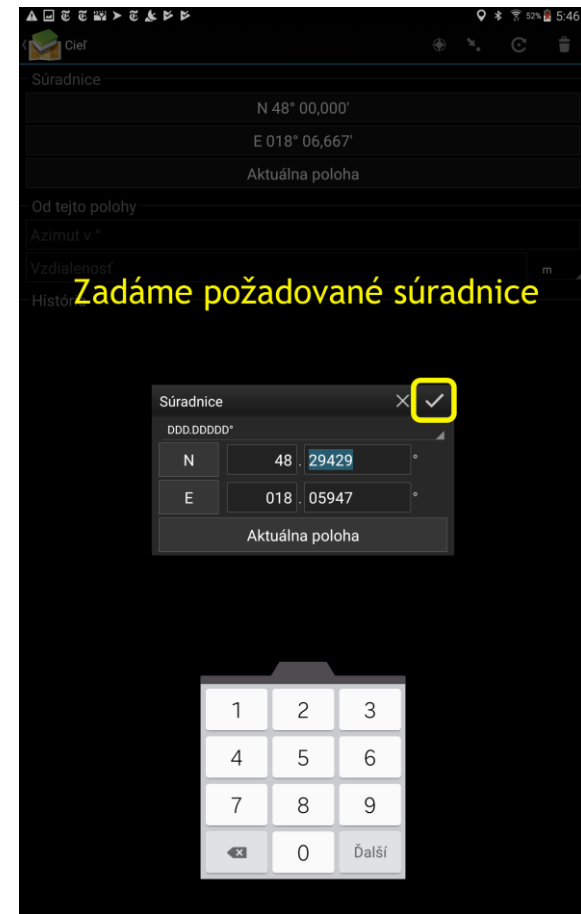 52% 5:46
Cieľ
Súradnice
N 48° 00,000'
E 018° 06,667'
Aktuálna poloha
Od tejto polohy
Azimut v °
Vzdialenosť m
Históri
Zadáme požadované súradnice
Súradnice
DDD.DDDDD°
N 48 . 29429 °
E 018 . 05947 °
Aktuálna poloha
1 2 3
4 5 6
7 8 9
0 Ďalší